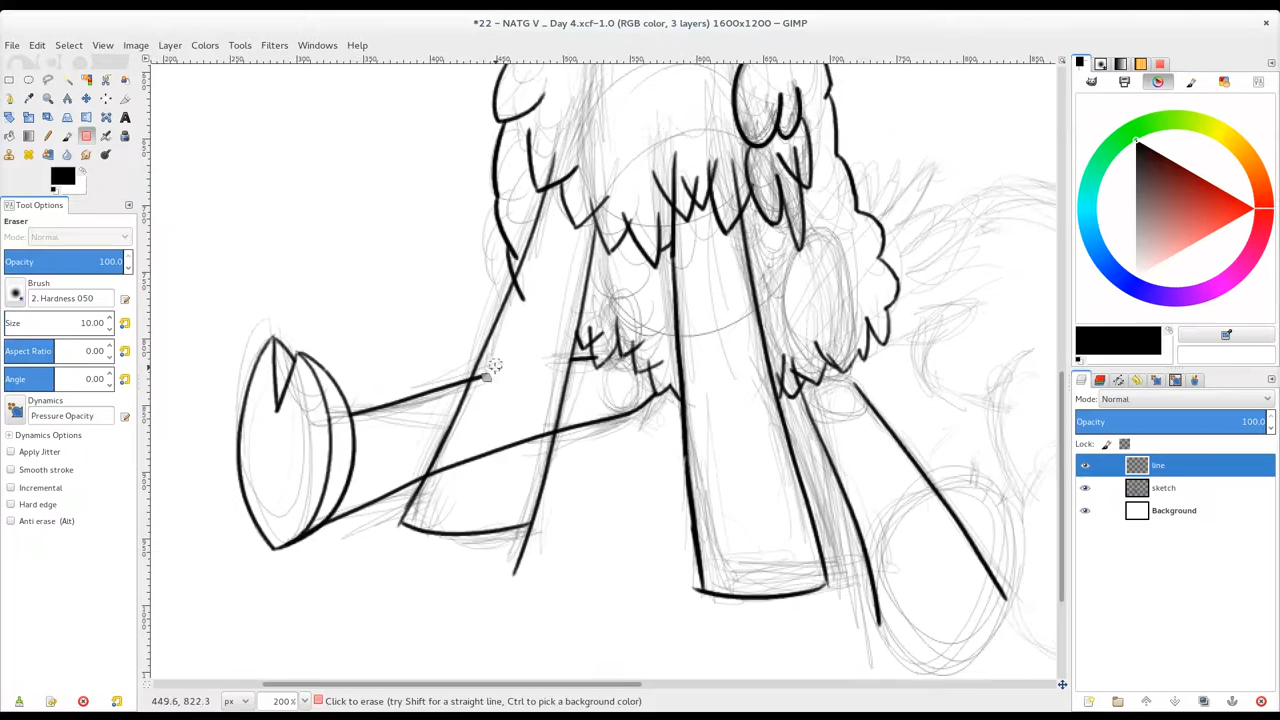 *22 – NATG V _ Day 4.xcf-1.0 (RGB color, 3 layers) 1600x1200 – GIMP
File Edit Select View Image Layer Colors Tools Filters Windows Help
Tool Options
Eraser
Mode: Normal
Opacity 100.0
Brush
2. Hardness 050
Size 10.00
Aspect Ratio 0.00
Angle 0.00
Dynamics
Pressure Opacity
Dynamics Options
Apply Jitter
Smooth stroke
Incremental
Hard edge
Anti erase (Alt)
Mode: Normal
Opacity 100.0
Lock:
line
sketch
Background
449.6, 822.3 px 200% Click to erase (try Shift for a straight line, Ctrl to pick a background color)